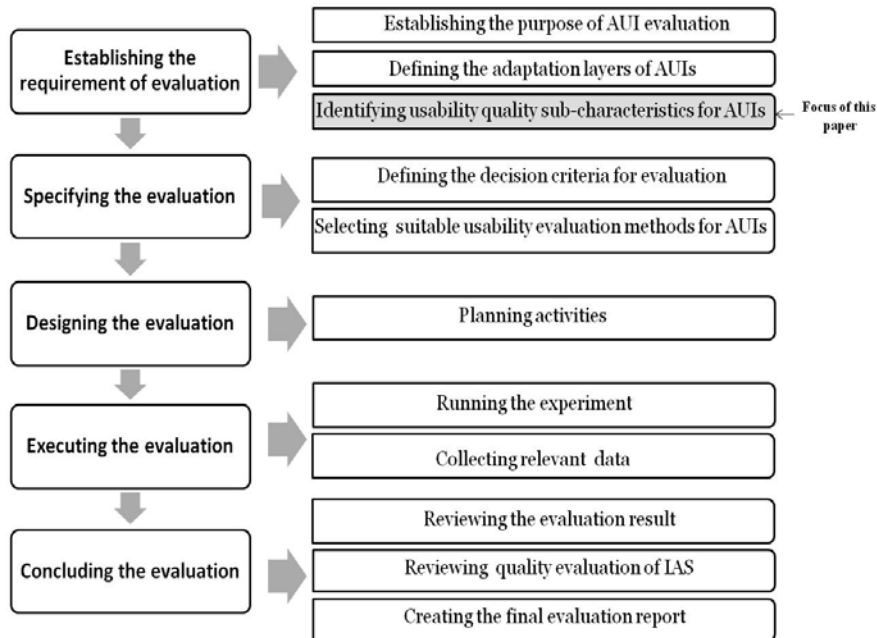 Establishing the
requirement of evaluation
Establishing the purpose of AUI evaluation
Defining the adaptation layers of AUIs
Identifying usability quality sub-characteristics for AUIs
Focus of this
paper
Specifying the evaluation
Defining the decision criteria for evaluation
Selecting suitable usability evaluation methods for AUIs
Designing the evaluation
Planning activities
Executing the evaluation
Running the experiment
Collecting relevant data
Concluding the evaluation
Reviewing the evaluation result
Reviewing quality evaluation of IAS
Creating the final evaluation report